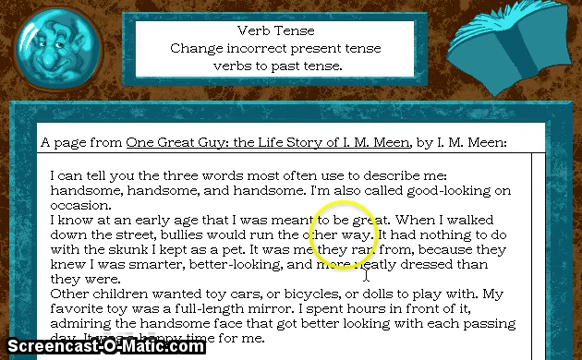 Verb Tense
Change incorrect present tense
verbs to past tense.
A page from One Great Guy: the Life Story of I. M. Meen, by I. M. Meen:
I can tell you the three words most often use to describe me:
handsome, handsome, and handsome. I'm also called good-looking on
occasion.
I know at an early age that I was meant to be great. When I walked
down the street, bullies would run the other way. It had nothing to do
with the skunk I kept as a pet. It was me they ran from, because they
knew I was smarter, better-looking, and more neatly dressed than
they were.
Other children wanted toy cars, or bicycles, or dolls to play with. My
favorite toy was a full-length mirror. I spent hours in front of it,
admiring the handsome face that got better looking with each passing
day. It time for me.
Screencast-O-Matic.com